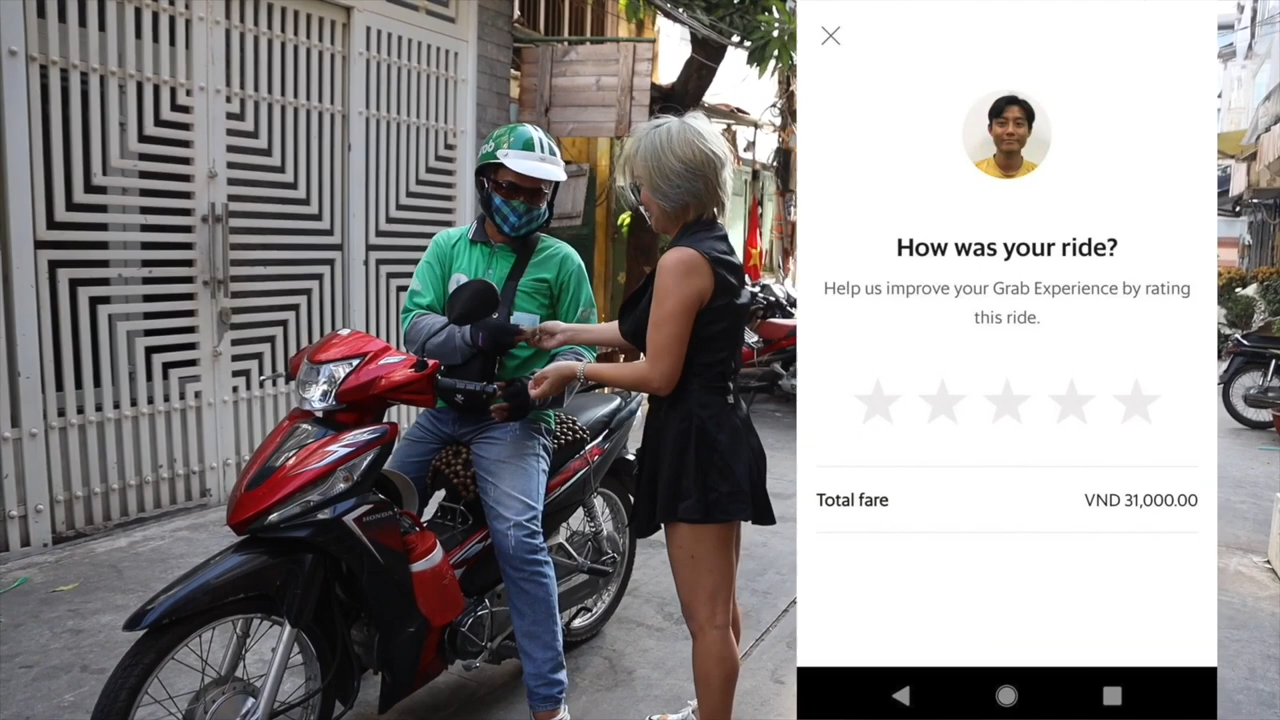 Grab
HONDA
How was your ride?
Help us improve your Grab Experience by rating
this ride.
Total fare
VND 31,000.00